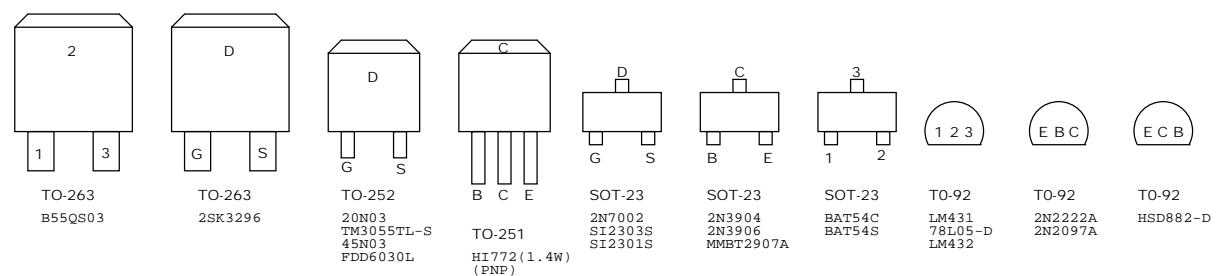 2
1 3
TO-263
B55QS03
D
G S
TO-263
2SK3296
D
G S
TO-252
20N03
TM3055TL-S
45N03
FDD6030L
C
B C E
TO-251
HI772(1.4W)
(PNP)
D
G S
SOT-23
2N7002
SI2303S
SI2301S
C
B E
SOT-23
2N3904
2N3906
MMBT2907A
3
1 2
SOT-23
BAT54C
BAT54S
1 2 3
T0-92
LM431
78L05-D
LM432
E B C
T0-92
2N2222A
2N2097A
E C B
T0-92
HSD882-D